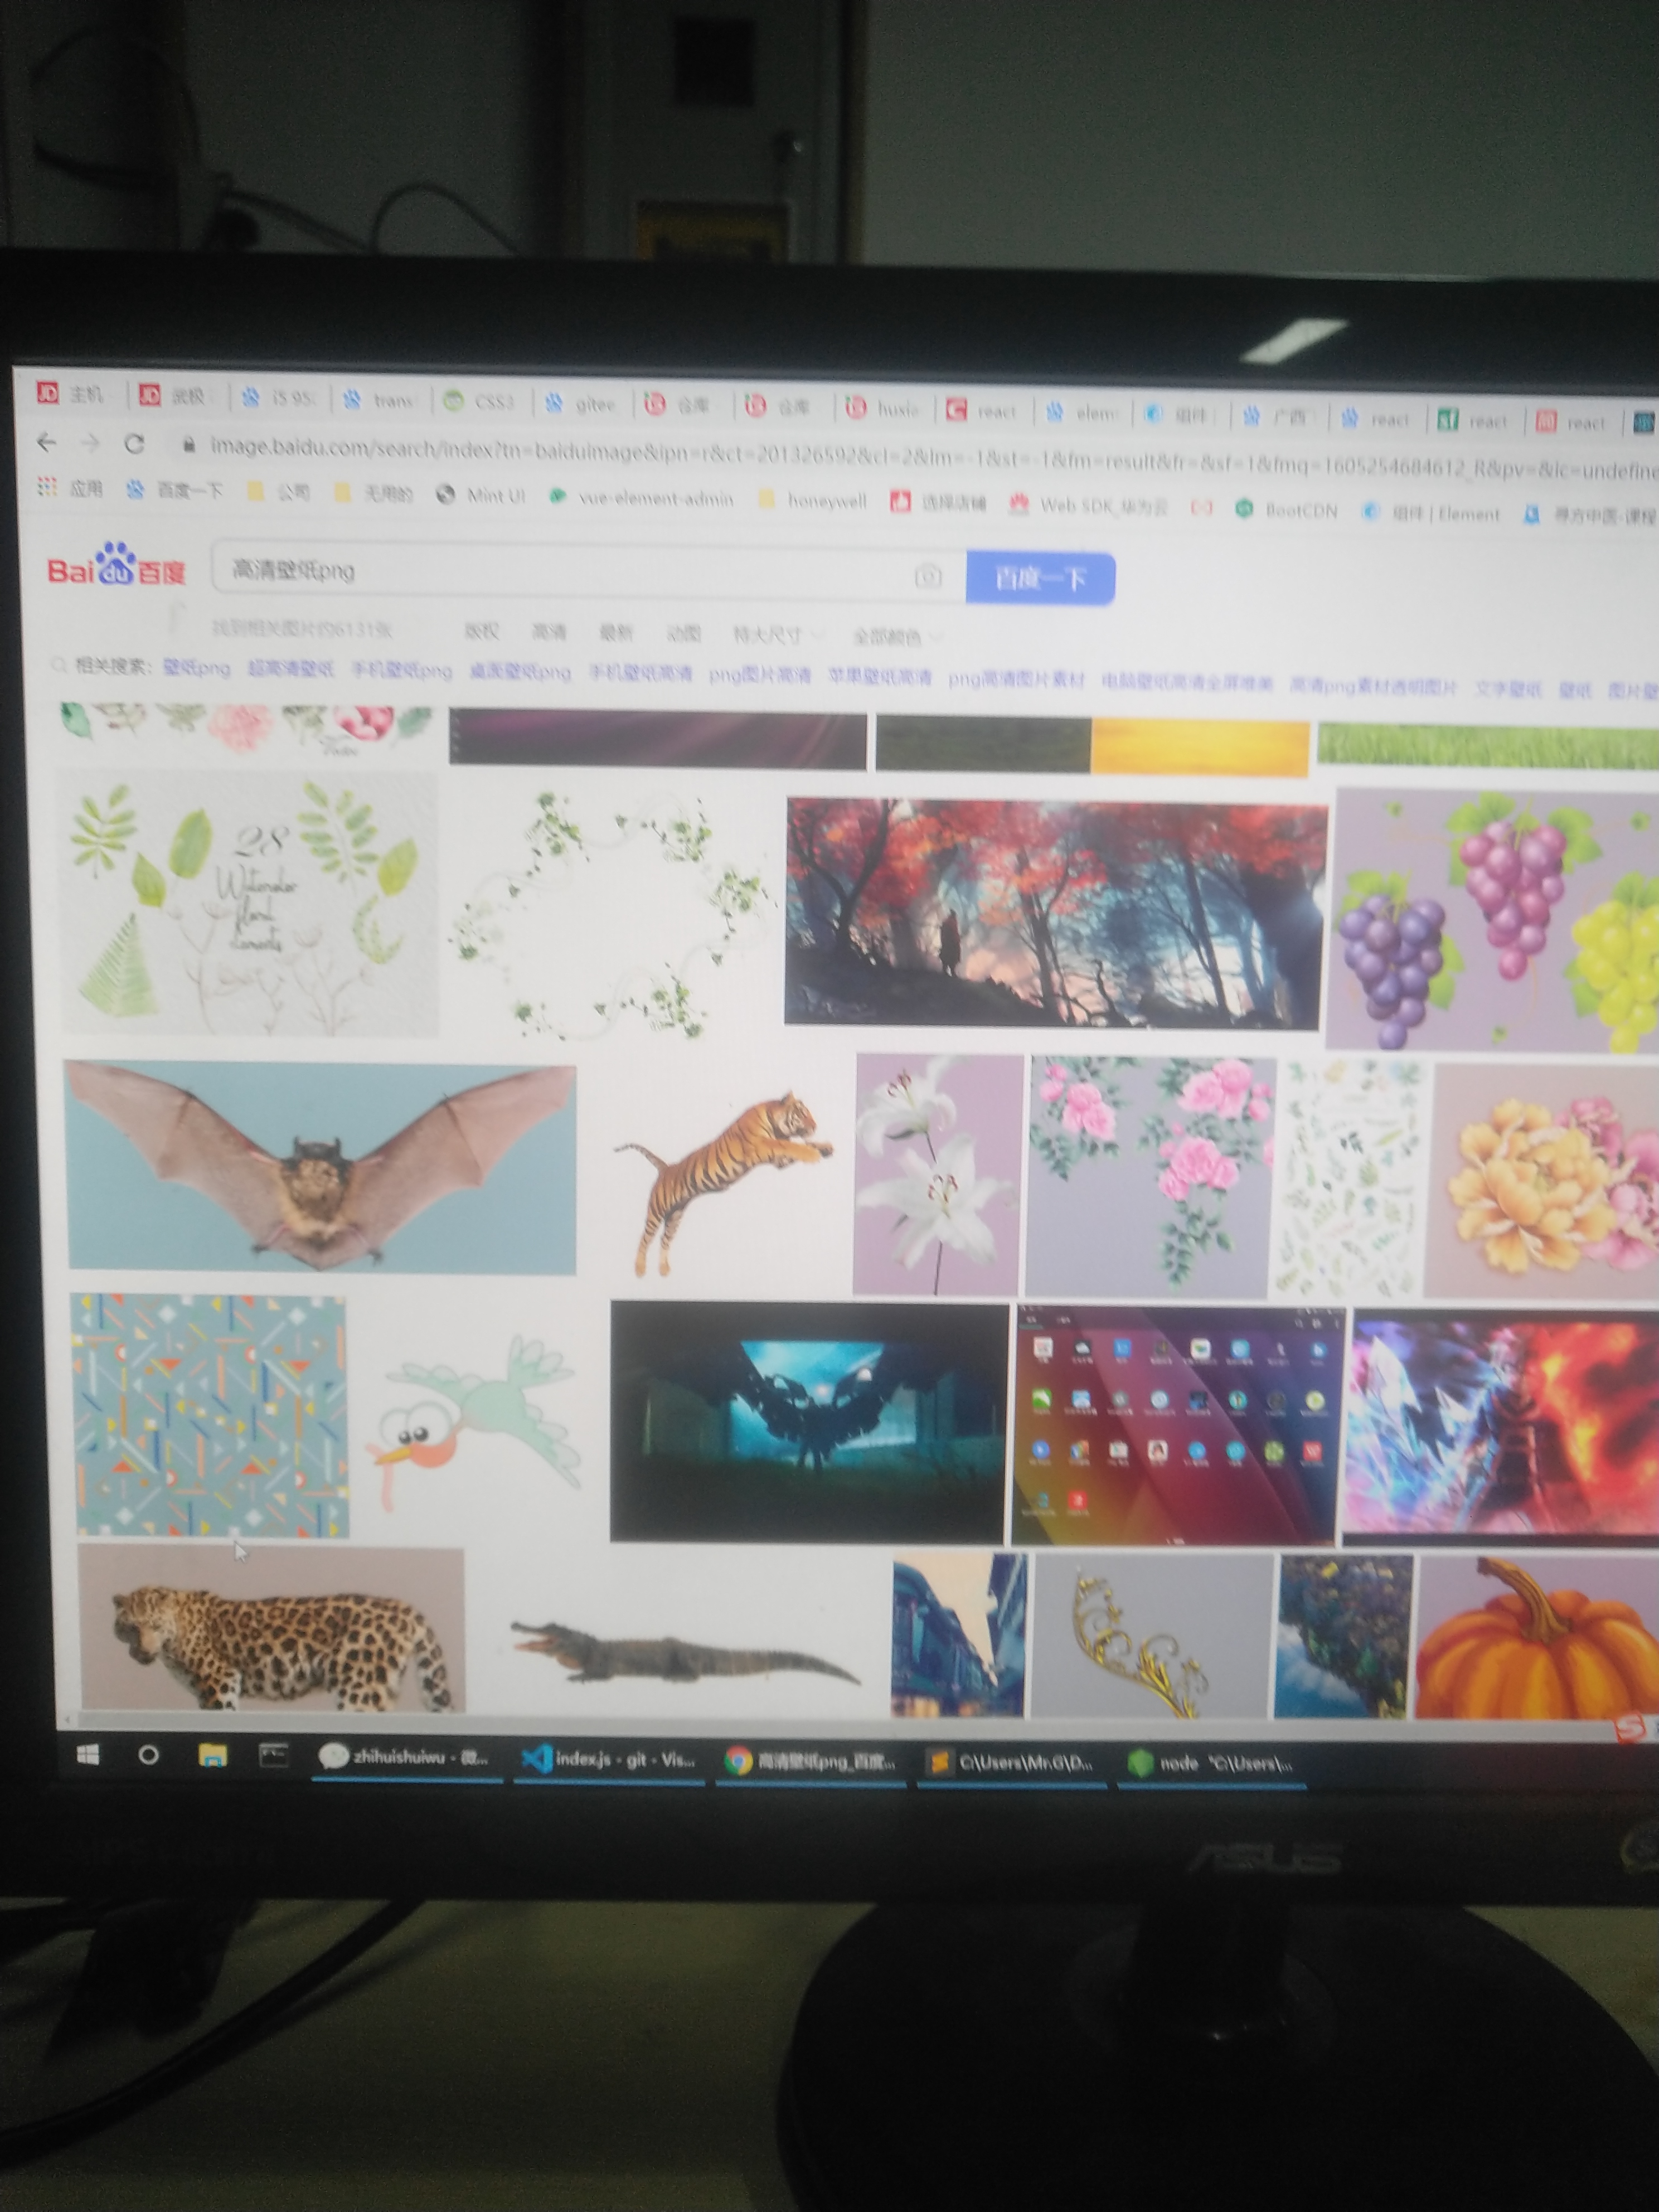 主机 武极 i5 95 trans CSS3 gitee 仓库 仓库 huxie react elem 组件 广西 react react react
image.baidu.com/search/index?tn=baiduimage&ipn=r&ct=201326592&cl=2&lm=-1&st=-1&fm=result&fr=&sf=1&fmq=1605254684612_R&pv=&ic=undefine
应用 百度一下 公司 无用的 Mint UI vue-element-admin honeywell 选择店铺 Web SDK_华为云 BootCDN 组件 | Element 寻方中医-课程
Baidu百度 高清壁纸png 百度一下
找到相关图片约6131张 版权 高清 最新 动图 特大尺寸 全部颜色
相关搜索: 壁纸png 超高清壁纸 手机壁纸png 桌面壁纸png 手机壁纸高清 png图片高清 苹果壁纸高清 png高清图片素材 电脑壁纸高清全屏唯美 高清png素材透明图片 文字壁纸 壁纸 图片壁
28
Watercolor
floral
elements
zhihuishuiwu - 微... index.js - git - Vis... 高清壁纸png_百度... C:\Users\Mr.G\D... node "C:\Users\...
ASUS